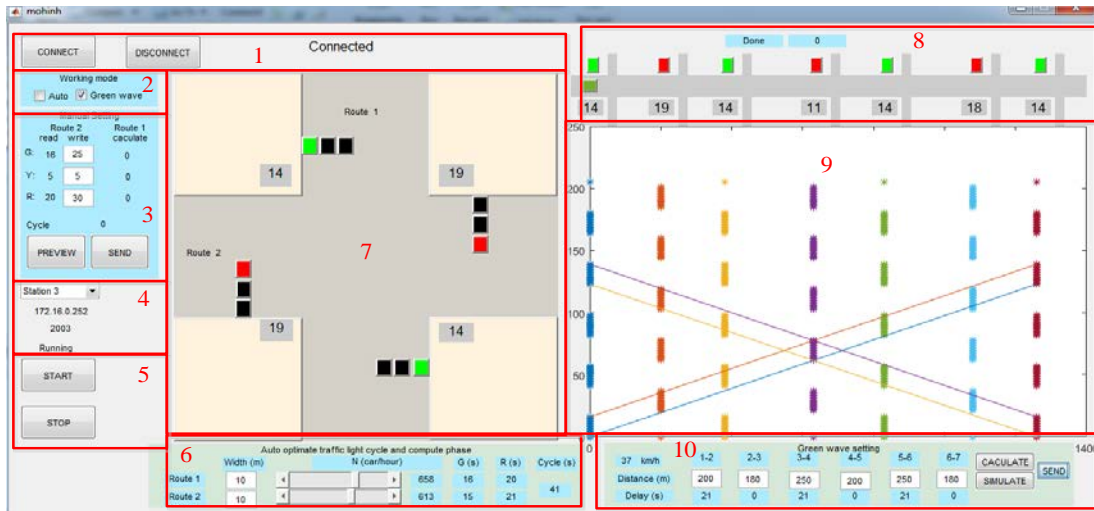 mohinh
CONNECT
DISCONNECT
1
Connected
Working mode
2
Auto
Green wave
Manual Setting
Route 2
Route 1
read
write
caculate
G:
16
25
0
Y:
5
5
0
R:
20
30
0
3
Cycle
0
PREVIEW
SEND
Station 3
4
172.16.0.252
2003
Running
5
START
STOP
Route 1
14
19
Route 2
7
19
14
6
Auto optimate traffic light cycle and compute phase
Width (m)
N (car/hour)
G (s)
R (s)
Cycle (s)
Route 1
10
658
16
20
41
Route 2
10
613
15
21
Done
0
8
14
19
14
11
14
18
14
250
200
150
100
50
0
1400
9
10
Green wave setting
37 km/h
1-2
2-3
3-4
4-5
5-6
6-7
CACULATE
SEND
Distance (m)
200
180
250
200
250
180
SIMULATE
Delay (s)
21
0
21
0
21
0